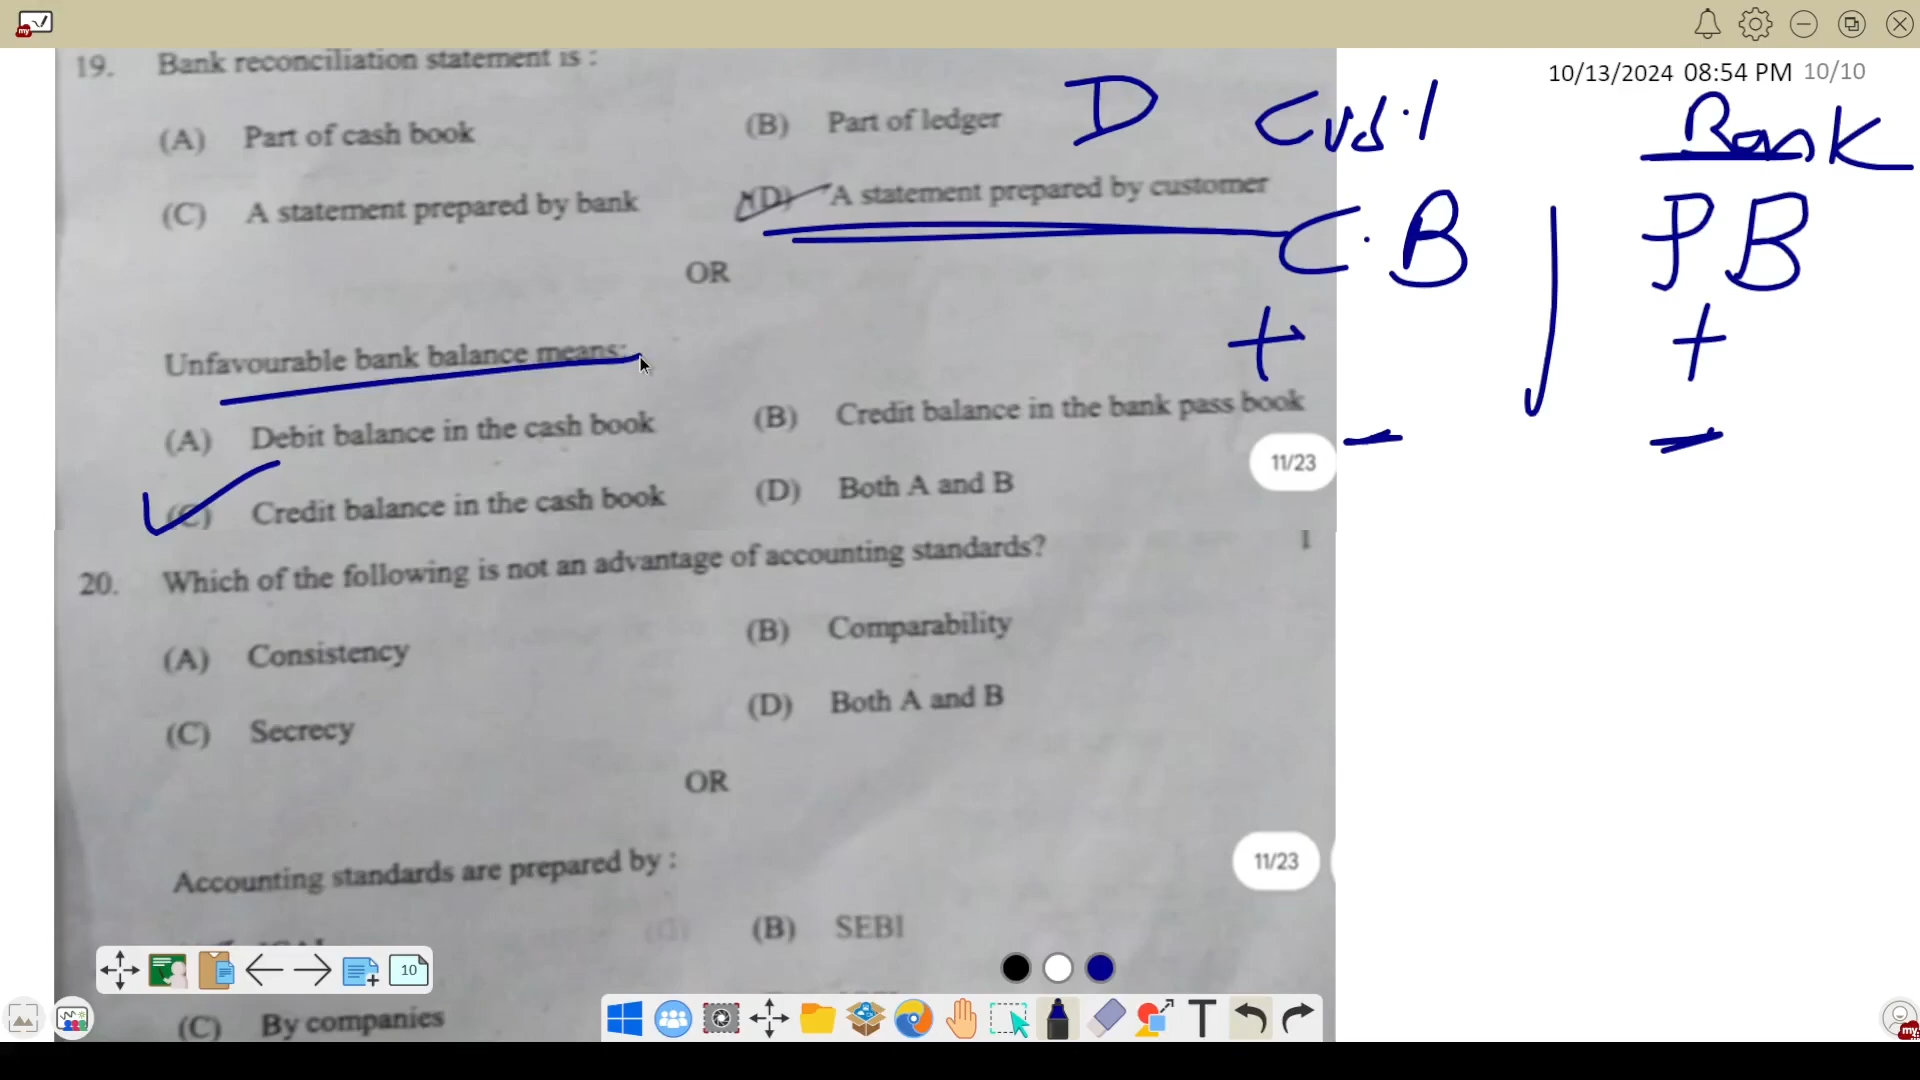 10/13/2024 08:54 PM 10/10
19. Bank reconciliation statement is :
(A) Part of cash book (B) Part of ledger
(C) A statement prepared by bank (D) A statement prepared by customer
OR
Unfavourable bank balance means:
(A) Debit balance in the cash book (B) Credit balance in the bank pass book
(C) Credit balance in the cash book (D) Both A and B
11/23
20. Which of the following is not an advantage of accounting standards? 1
(A) Consistency (B) Comparability
(C) Secrecy (D) Both A and B
OR
Accounting standards are prepared by :
11/23
(B) SEBI
(C) By companies
D
Bank
C.B PB
+ +
- -
10
my
my